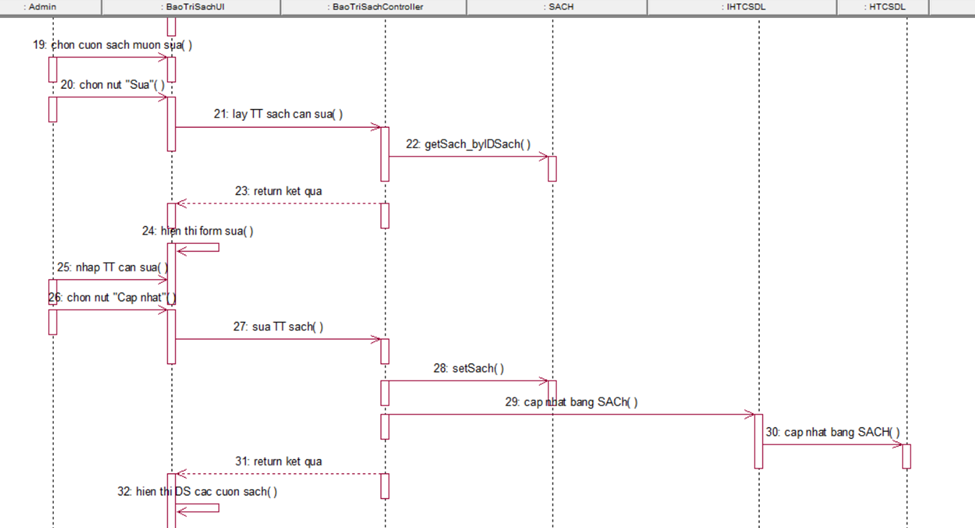 : Admin
: BaoTriSachUI
: BaoTriSachController
: SACH
: IHTCSDL
: HTCSDL
19: chon cuon sach muon sua( )
20: chon nut "Sua"( )
21: lay TT sach can sua( )
22: getSach_byIDSach( )
23: return ket qua
24: hien thi form sua( )
25: nhap TT can sua( )
26: chon nut "Cap nhat"( )
27: sua TT sach( )
28: setSach( )
29: cap nhat bang SACh( )
30: cap nhat bang SACH( )
31: return ket qua
32: hien thi DS cac cuon sach( )